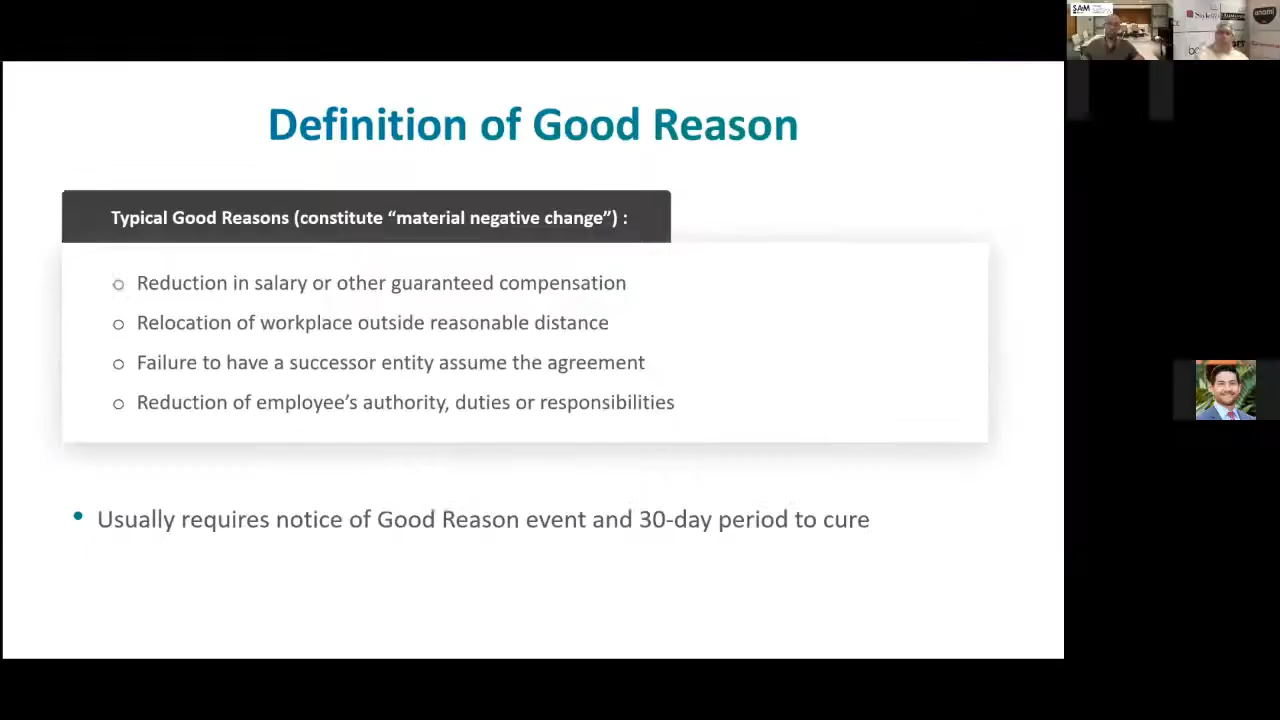 SAM
Definition of Good Reason
Typical Good Reasons (constitute “material negative change”) :
o Reduction in salary or other guaranteed compensation
o Relocation of workplace outside reasonable distance
o Failure to have a successor entity assume the agreement
o Reduction of employee’s authority, duties or responsibilities
• Usually requires notice of Good Reason event and 30-day period to cure